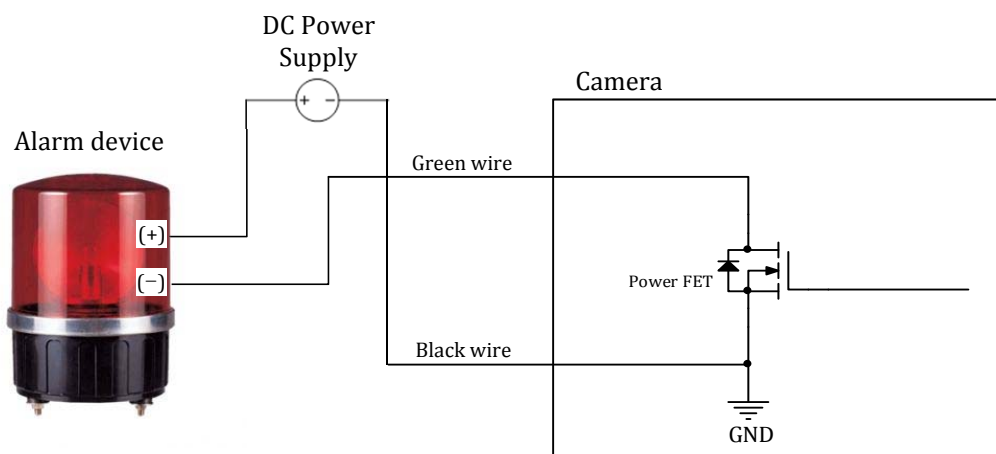 DC Power
Supply
+ -
Camera
Alarm device
Green wire
(+)
(−)
Power FET
Black wire
GND